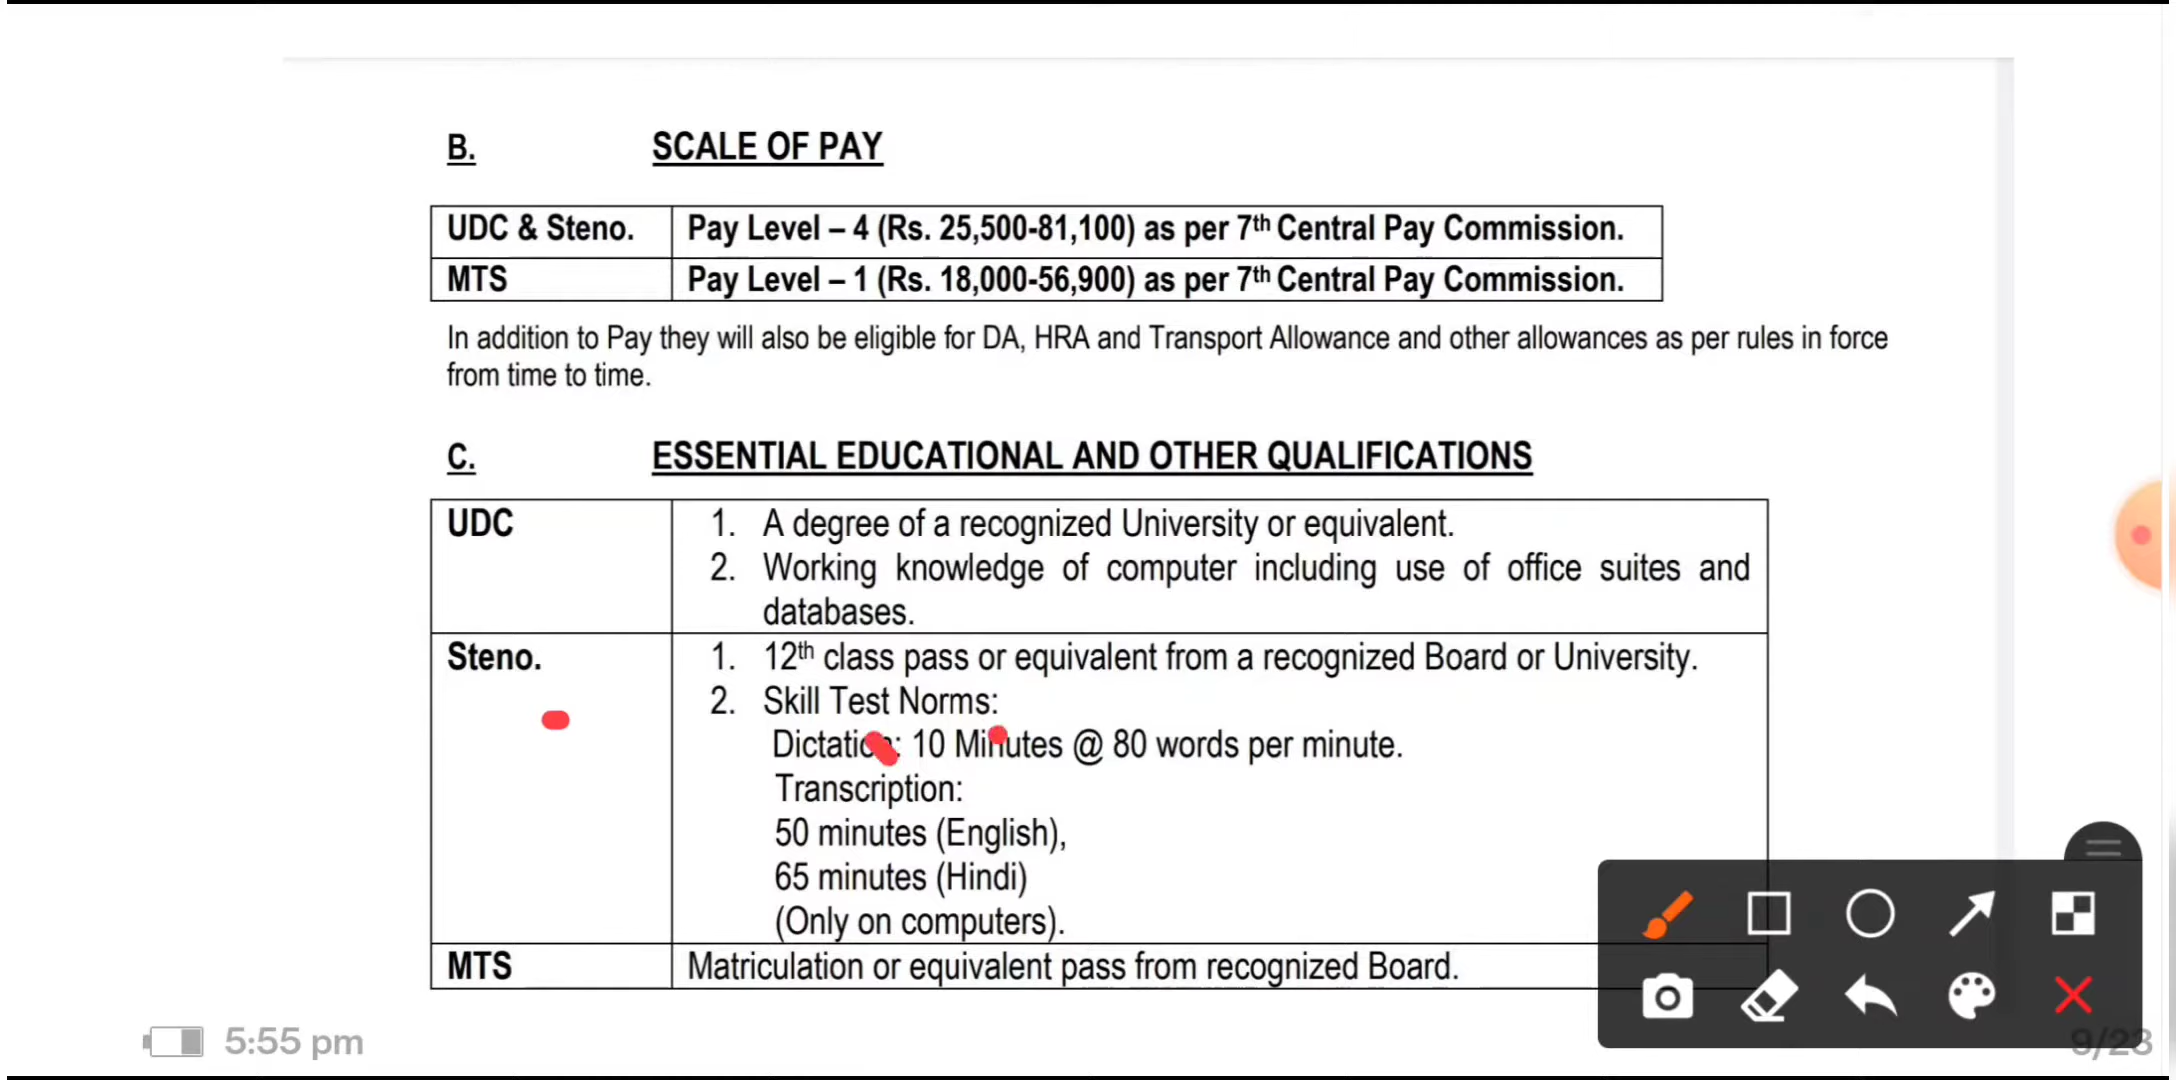 B. SCALE OF PAY
UDC & Steno. Pay Level – 4 (Rs. 25,500-81,100) as per 7th Central Pay Commission.
MTS Pay Level – 1 (Rs. 18,000-56,900) as per 7th Central Pay Commission.
In addition to Pay they will also be eligible for DA, HRA and Transport Allowance and other allowances as per rules in force
from time to time.
C. ESSENTIAL EDUCATIONAL AND OTHER QUALIFICATIONS
UDC 1. A degree of a recognized University or equivalent.
2. Working knowledge of computer including use of office suites and
databases.
Steno. 1. 12th class pass or equivalent from a recognized Board or University.
2. Skill Test Norms:
Dictation: 10 Minutes @ 80 words per minute.
Transcription:
50 minutes (English),
65 minutes (Hindi)
(Only on computers).
MTS Matriculation or equivalent pass from recognized Board.
5:55 pm
9/23